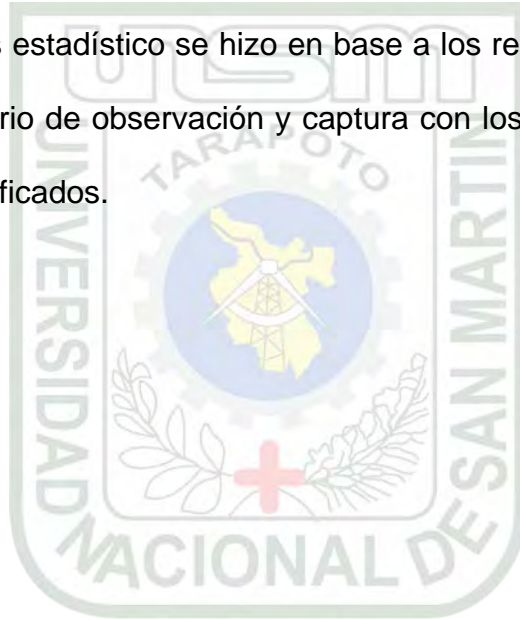 s estadístico se hizo en base a los re
rio de observación y captura con los
ficados.
unsm
TARAPOTO
UNIVERSIDAD
NACIONAL DE
SAN MARTIN